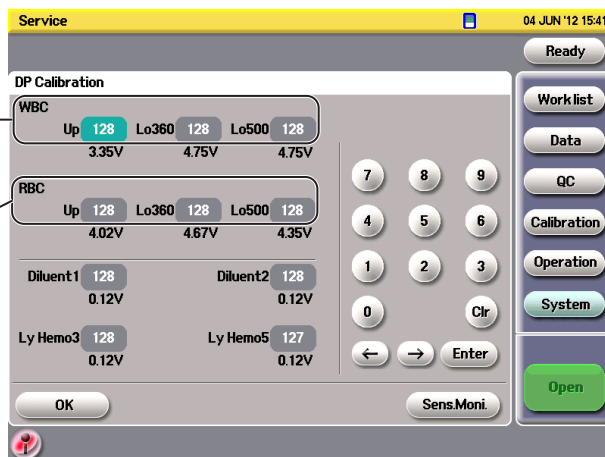 Service 04 JUN '12 15:41
Ready
DP Calibration
WBC
Up 128 Lo360 128 Lo500 128
3.35V 4.75V 4.75V
RBC
Up 128 Lo360 128 Lo500 128
4.02V 4.67V 4.35V
Diluent1 128 Diluent2 128
0.12V 0.12V
Ly Hemo3 128 Ly Hemo5 127
0.12V 0.12V
7 8 9
4 5 6
1 2 3
0 Clr
← → Enter
OK Sens.Moni.
Work list
Data
QC
Calibration
Operation
System
Open